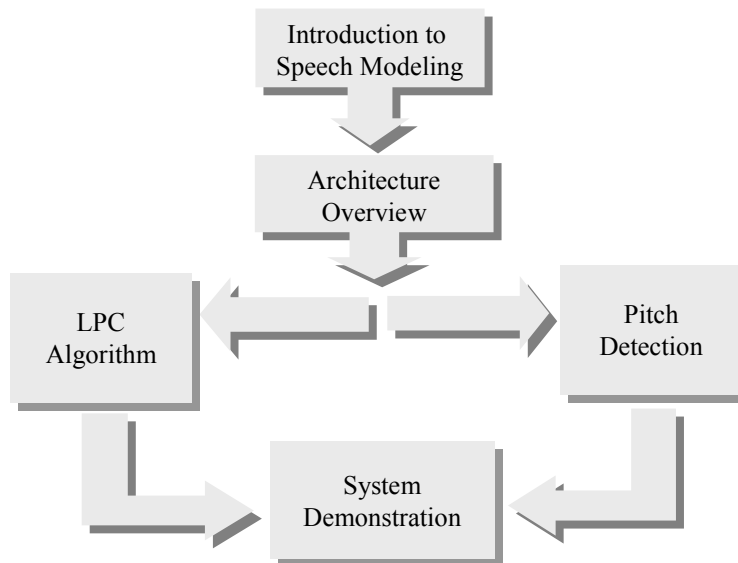 Introduction to
Speech Modeling
Architecture
Overview
LPC
Algorithm
Pitch
Detection
System
Demonstration